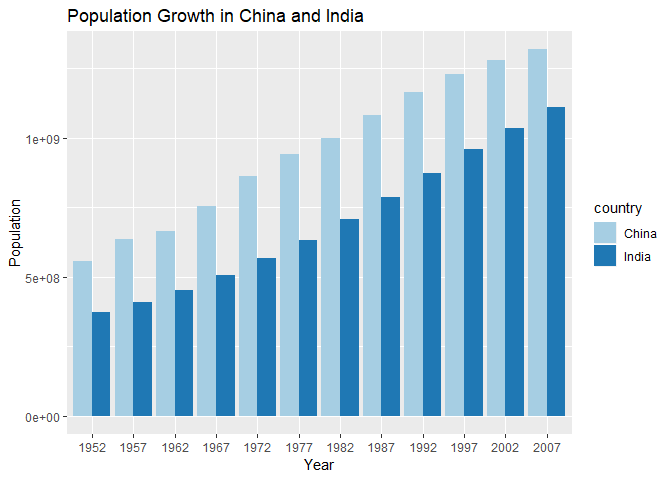 Population Growth in China and India
Population
1e+09
5e+08
0e+00
1952 1957 1962 1967 1972 1977 1982 1987 1992 1997 2002 2007
Year
country
China
India